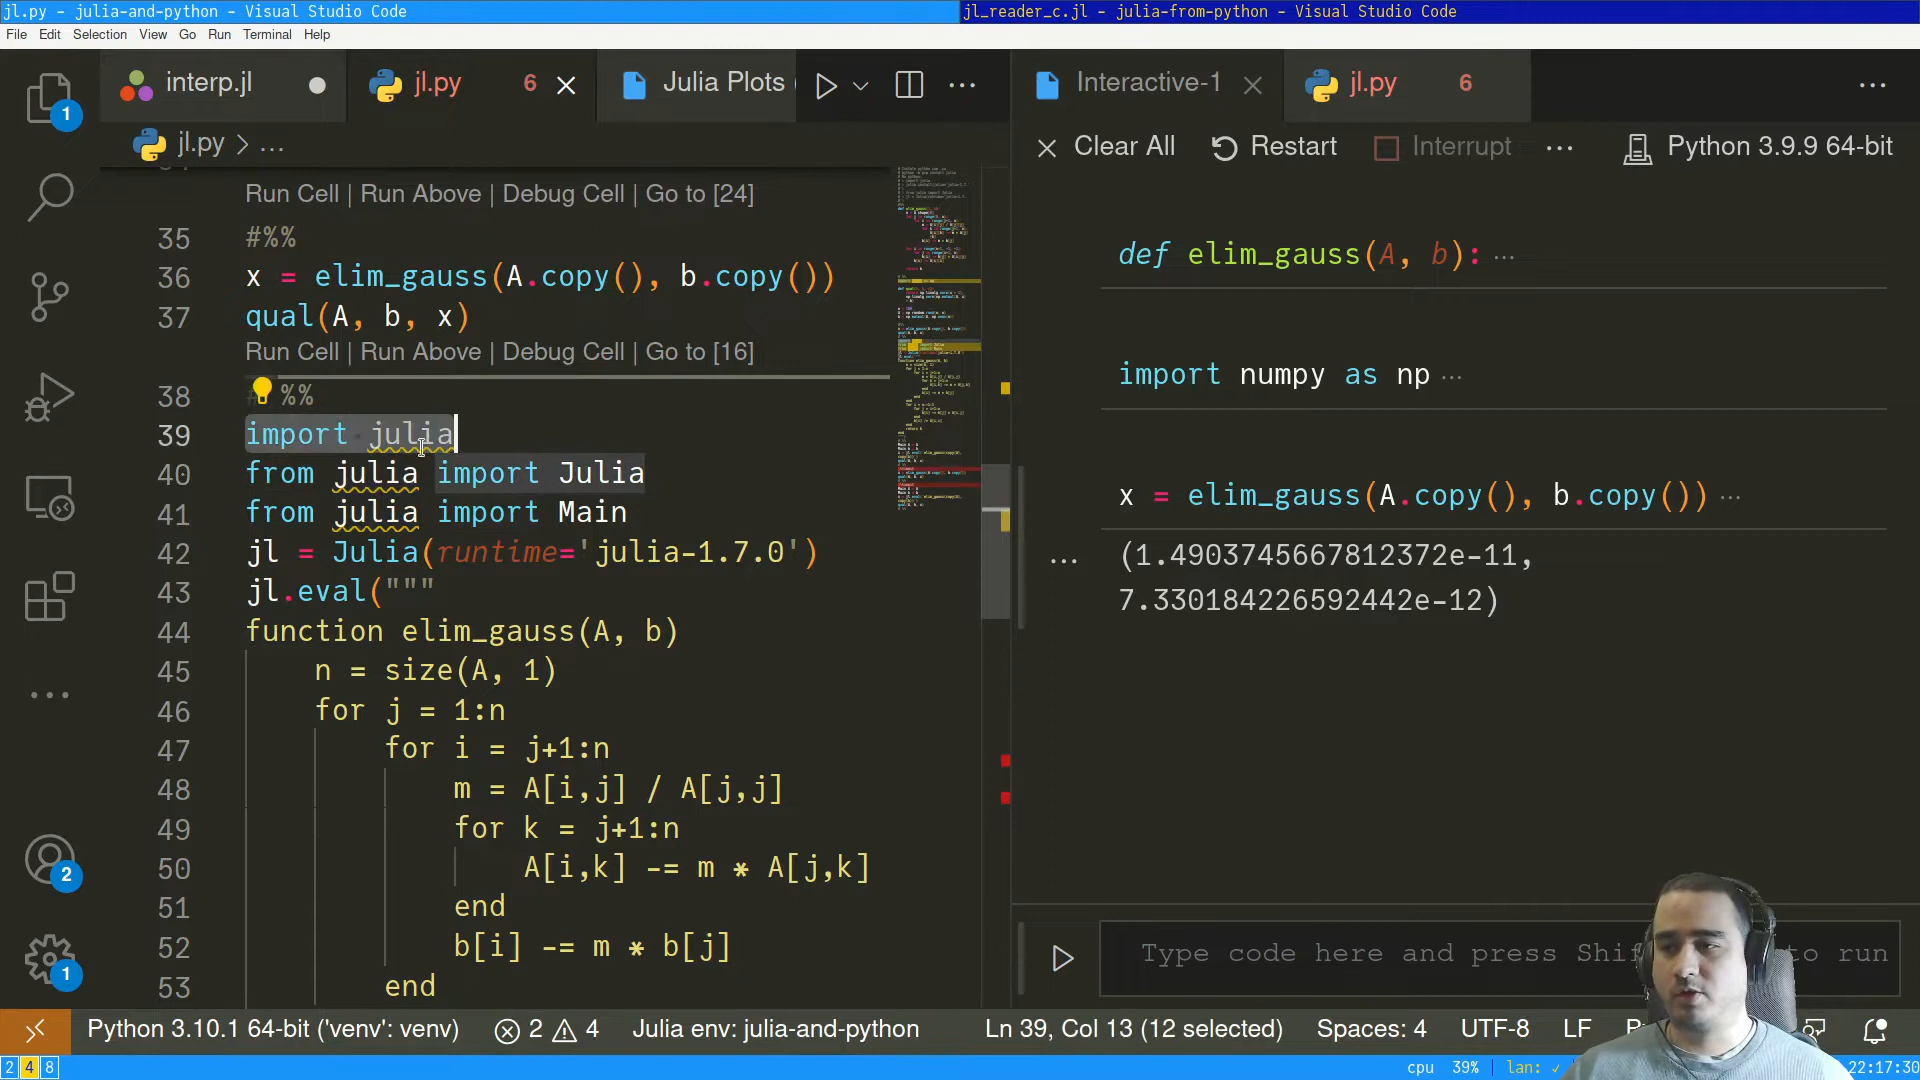 jl.py - julia-and-python - Visual Studio Code
jl_reader_c.jl - julia-from-python - Visual Studio Code
File Edit Selection View Go Run Terminal Help
interp.jl
jl.py 6
Julia Plots
Interactive-1
jl.py 6
jl.py > ...
Clear All Restart Interrupt ... Python 3.9.9 64-bit
Run Cell | Run Above | Debug Cell | Go to [24]
35 #%%
36 x = elim_gauss(A.copy(), b.copy())
37 qual(A, b, x)
Run Cell | Run Above | Debug Cell | Go to [16]
38 %%
39 import julia
40 from julia import Julia
41 from julia import Main
42 jl = Julia(runtime='julia-1.7.0')
43 jl.eval("""
44 function elim_gauss(A, b)
45 n = size(A, 1)
46 for j = 1:n
47 for i = j+1:n
48 m = A[i,j] / A[j,j]
49 for k = j+1:n
50 A[i,k] -= m * A[j,k]
51 end
52 b[i] -= m * b[j]
53 end
def elim_gauss(A, b): ...
import numpy as np ...
x = elim_gauss(A.copy(), b.copy()) ...
(1.4903745667812372e-11,
7.330184226592442e-12)
Type code here and press to run
1
2
1
Python 3.10.1 64-bit ('venv': venv) 2 4 Julia env: julia-and-python Ln 39, Col 13 (12 selected) Spaces: 4 UTF-8 LF
2 4 8
cpu 39% lan: ✓ 22:17:30